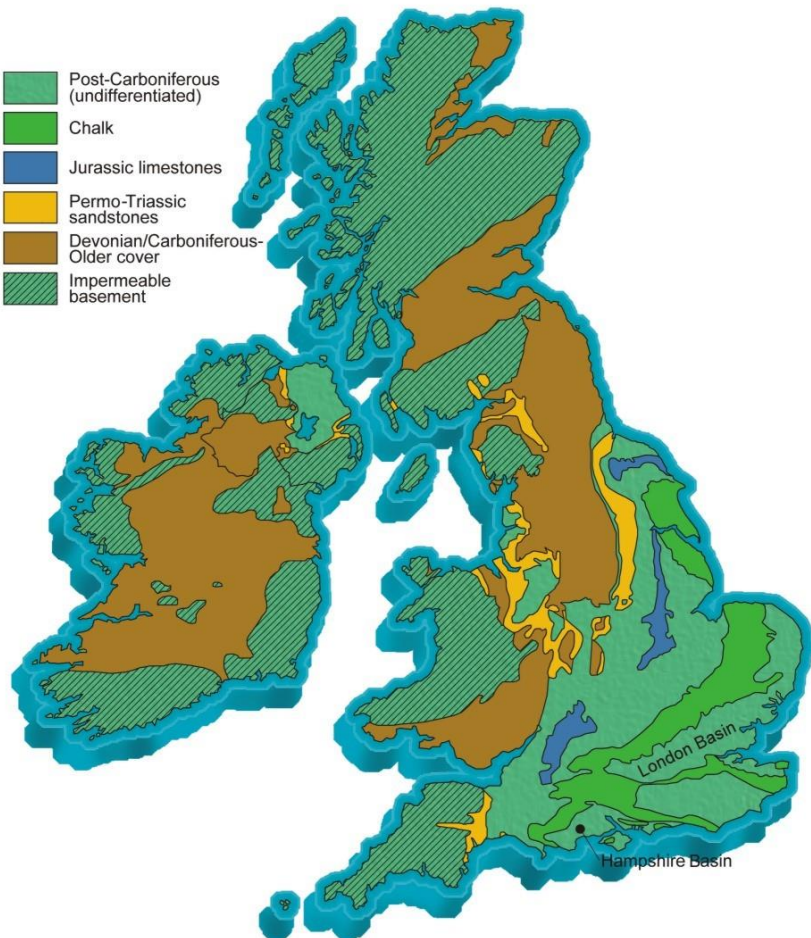 Post-Carboniferous
(undifferentiated)
Chalk
Jurassic limestones
Permo-Triassic
sandstones
Devonian/Carboniferous-
Older cover
Impermeable
basement
London Basin
Hampshire Basin